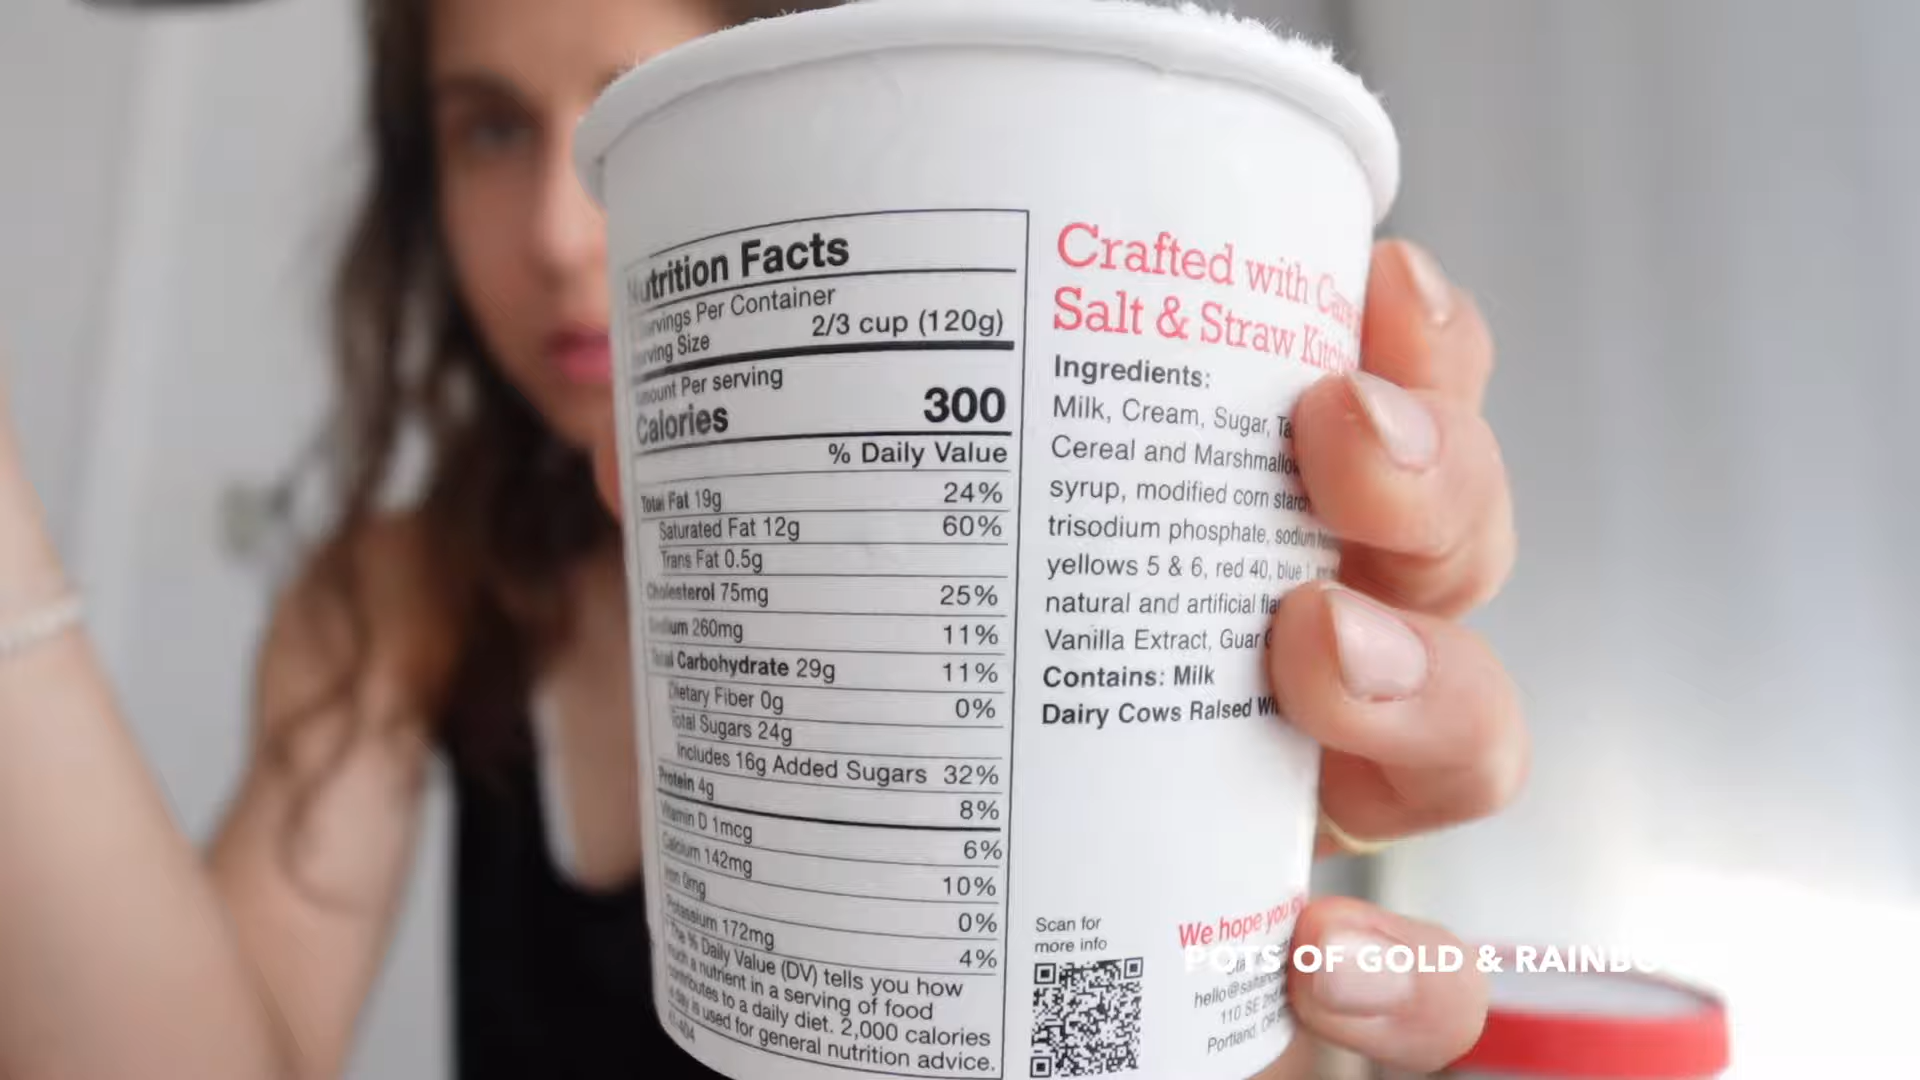 Nutrition Facts
Servings Per Container
Serving Size 2/3 cup (120g)
Amount Per serving
Calories 300
% Daily Value
Total Fat 19g 24%
Saturated Fat 12g 60%
Trans Fat 0.5g
Cholesterol 75mg 25%
Sodium 260mg 11%
Total Carbohydrate 29g 11%
Dietary Fiber 0g 0%
Total Sugars 24g
Includes 16g Added Sugars 32%
Protein 4g 8%
Vitamin D 1mcg 6%
Calcium 142mg 10%
Iron 0mg 0%
Potassium 172mg 4%
The % Daily Value (DV) tells you how
much a nutrient in a serving of food
contributes to a daily diet. 2,000 calories
a day is used for general nutrition advice.
Crafted with
Salt & Straw
Ingredients:
Milk, Cream, Sugar,
Cereal and
syrup, modified corn
trisodium phosphate, sodium
yellows 5 & 6, red 40, blue 1,
natural and artificial
Vanilla Extract, Guar
Contains: Milk
Dairy Cows Raised
Scan for
more info
We hope you
110 SE
Portland,
POTS OF GOLD &